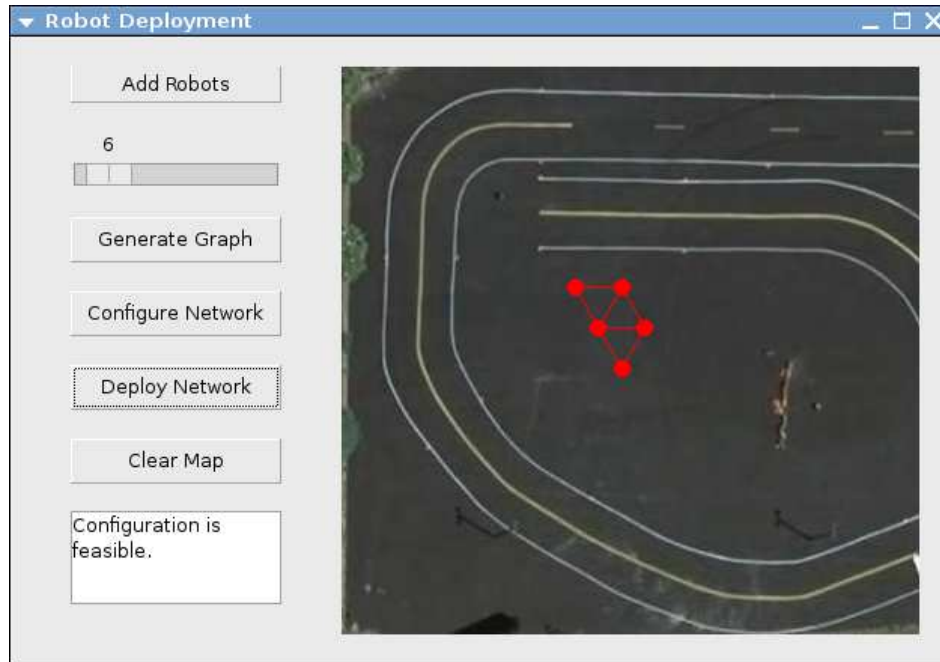 Robot Deployment
Add Robots
6
Generate Graph
Configure Network
Deploy Network
Clear Map
Configuration is
feasible.